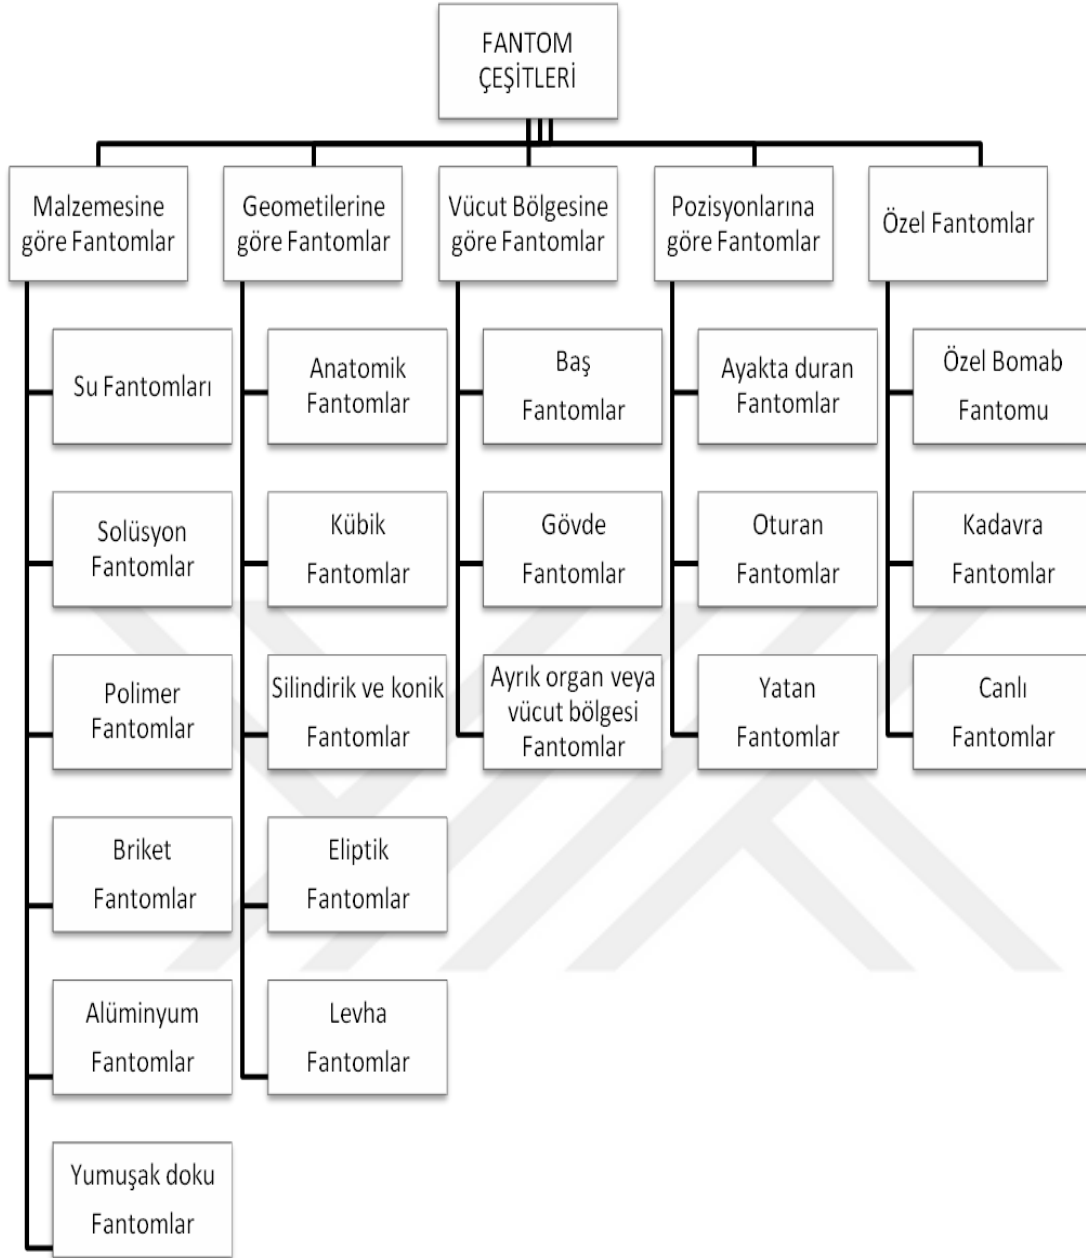 FANTOM
ÇEŞİTLERİ
Malzemesine
göre Fantomlar
Su Fantomları
Solüsyon
Fantomlar
Polimer
Fantomlar
Briket
Fantomlar
Alüminyum
Fantomlar
Yumuşak doku
Fantomlar
Geometilerine
göre Fantomlar
Anatomik
Fantomlar
Kübik
Fantomlar
Silindirik ve konik
Fantomlar
Eliptik
Fantomlar
Levha
Fantomlar
Vücut Bölgesine
göre Fantomlar
Baş
Fantomlar
Gövde
Fantomlar
Ayrık organ veya
vücut bölgesi
Fantomlar
Pozisyonlarına
göre Fantomlar
Ayakta duran
Fantomlar
Oturan
Fantomlar
Yatan
Fantomlar
Özel Fantomlar
Özel Bomab
Fantomu
Kadavra
Fantomlar
Canlı
Fantomlar